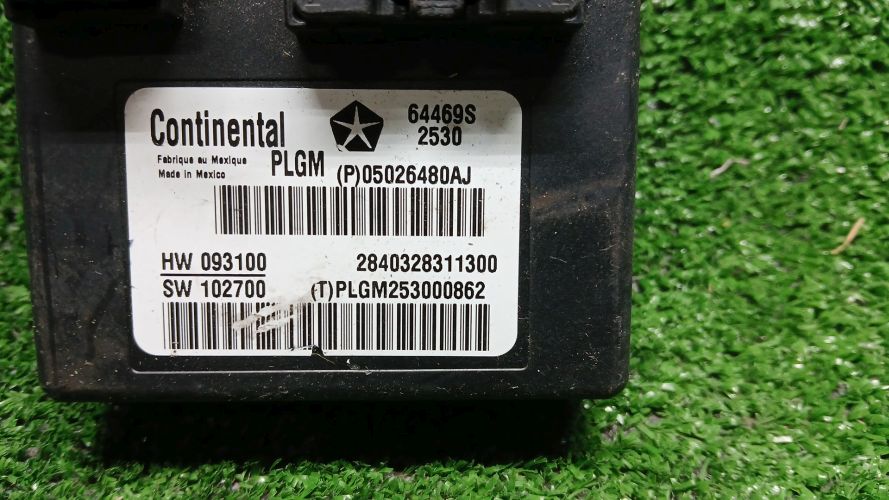 Continental
64469S
2530
Fabrique au Mexique
Made in Mexico
PLGM
(P)05026480AJ
HW 093100
2840328311300
SW 102700
(T)PLGM253000862